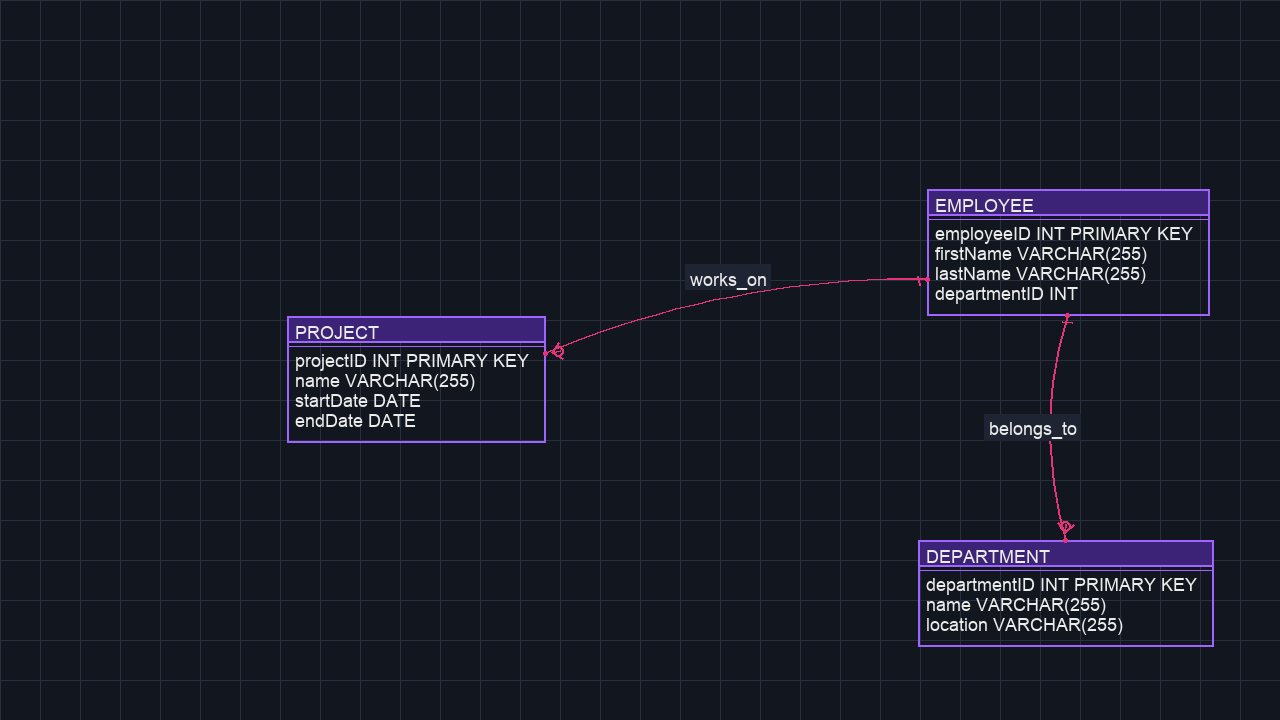 EMPLOYEE
employeeID INT PRIMARY KEY
firstName VARCHAR(255)
lastName VARCHAR(255)
departmentID INT
works_on
PROJECT
projectID INT PRIMARY KEY
name VARCHAR(255)
startDate DATE
endDate DATE
belongs_to
DEPARTMENT
departmentID INT PRIMARY KEY
name VARCHAR(255)
location VARCHAR(255)